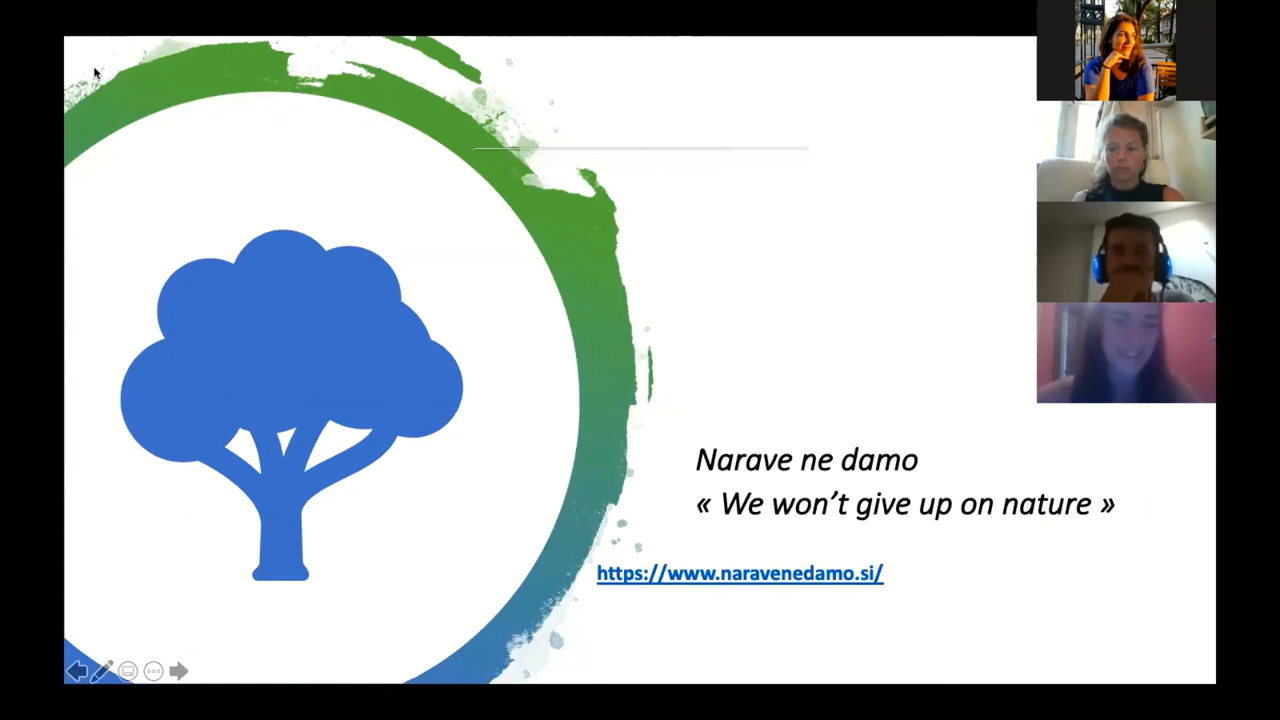 Narave ne damo
« We won’t give up on nature »
https://www.naravenedamo.si/